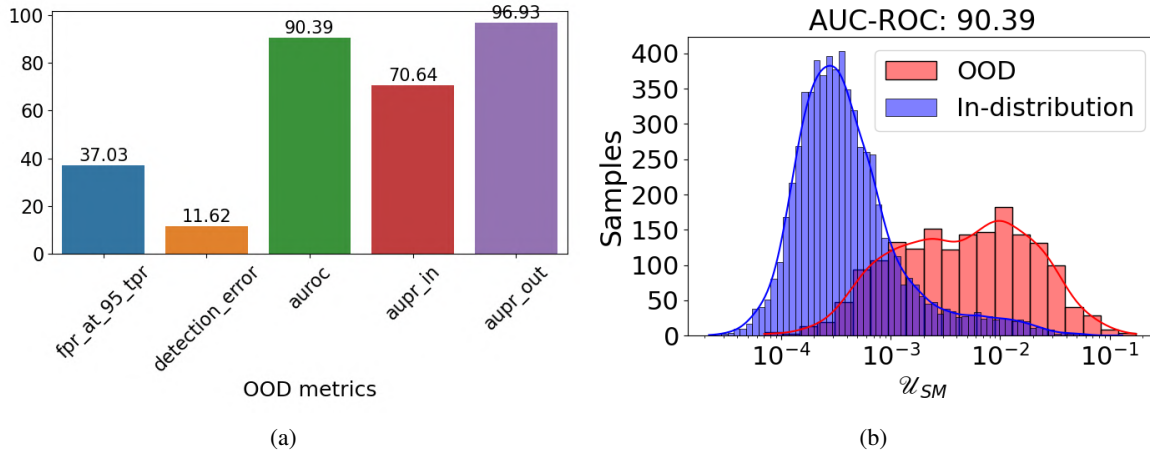 100
80
60
40
20
0
37.03
11.62
90.39
70.64
96.93
fpr_at_95_tpr
detection_error
auroc
aupr_in
aupr_out
OOD metrics
(a)
AUC-ROC: 90.39
OOD
In-distribution
Samples
400
350
300
250
200
150
100
50
0
10⁻⁴
10⁻³
10⁻²
10⁻¹
𝒰_SM
(b)